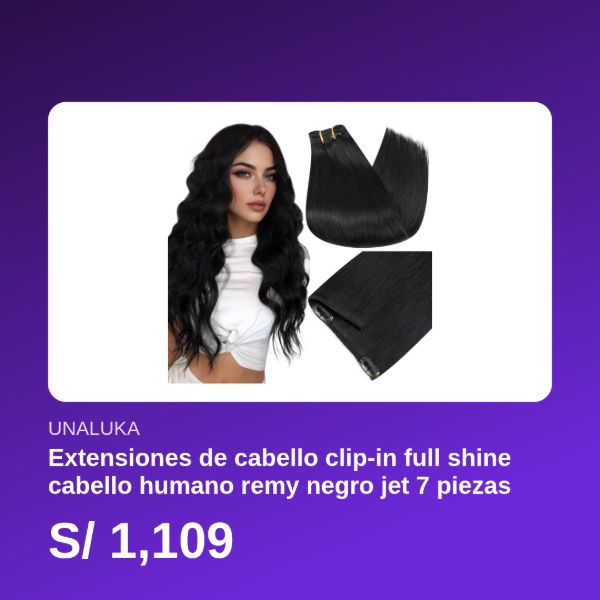 UNALUKA
Extensiones de cabello clip-in full shine
cabello humano remy negro jet 7 piezas
S/ 1,109